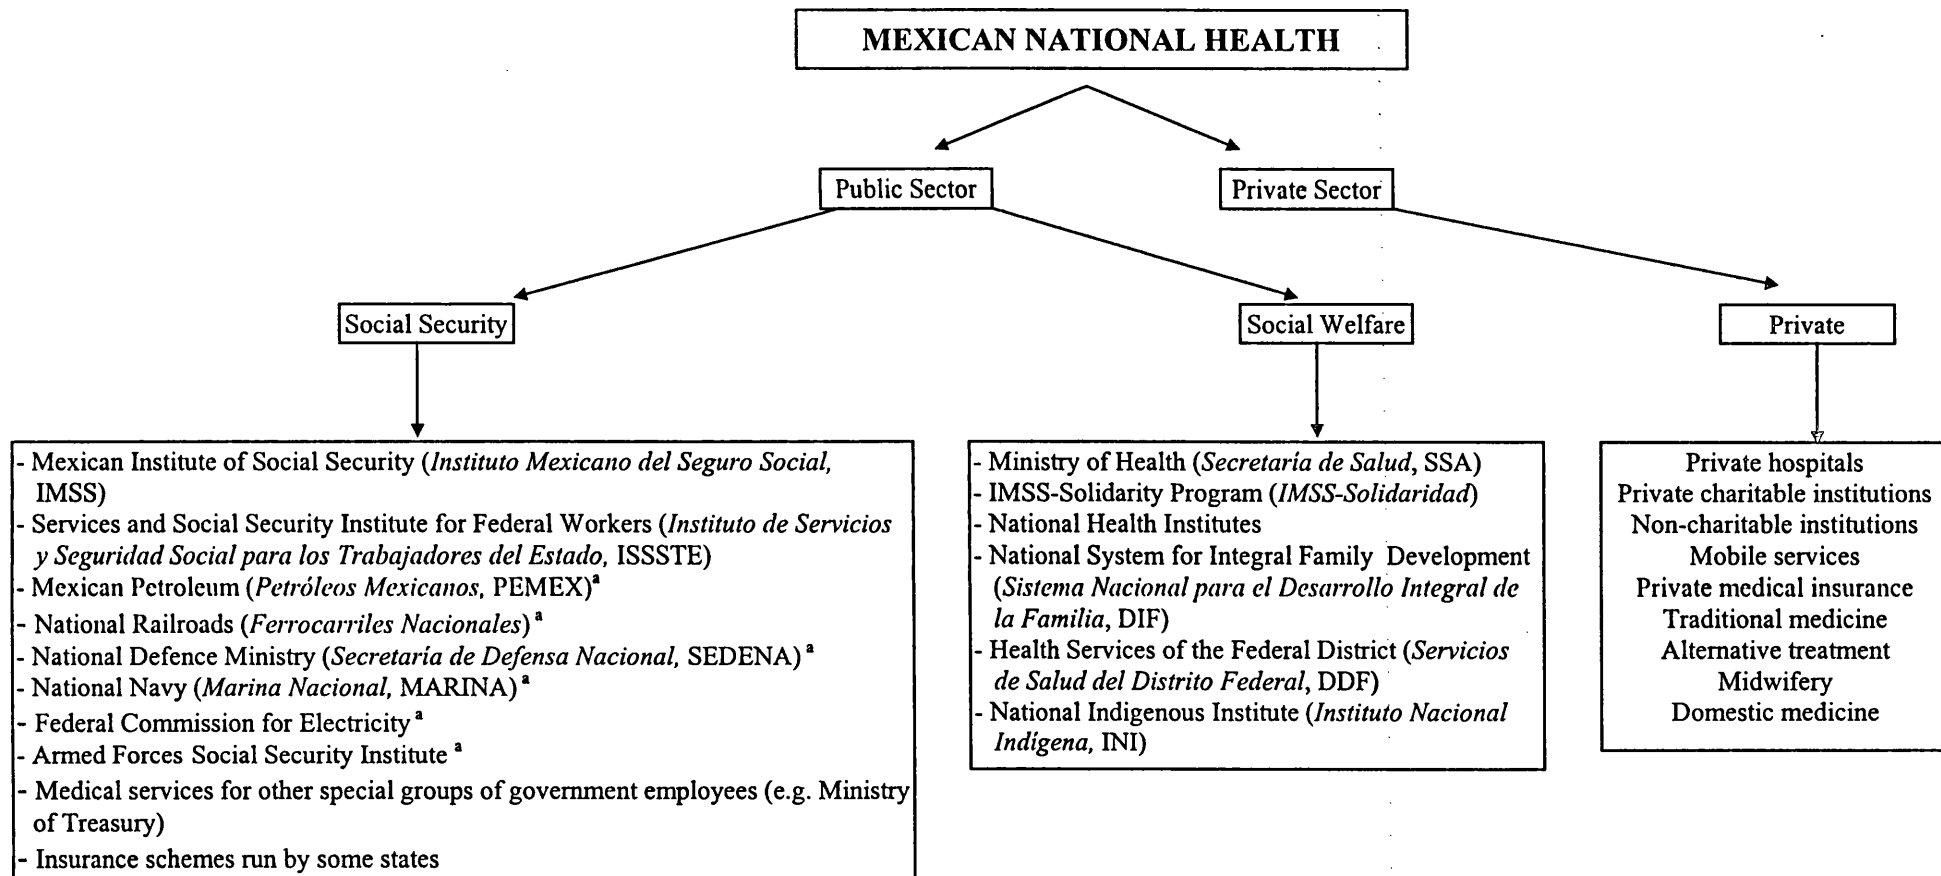 MEXICAN NATIONAL HEALTH
Public Sector
Private Sector
Social Security
Social Welfare
Private
- Mexican Institute of Social Security (Instituto Mexicano del Seguro Social,
IMSS)
- Services and Social Security Institute for Federal Workers (Instituto de Servicios
y Seguridad Social para los Trabajadores del Estado, ISSSTE)
- Mexican Petroleum (Petróleos Mexicanos, PEMEX)ª
- National Railroads (Ferrocarriles Nacionales)ª
- National Defence Ministry (Secretaría de Defensa Nacional, SEDENA)ª
- National Navy (Marina Nacional, MARINA)ª
- Federal Commission for Electricityª
- Armed Forces Social Security Instituteª
- Medical services for other special groups of government employees (e.g. Ministry
of Treasury)
- Insurance schemes run by some states
- Ministry of Health (Secretaría de Salud, SSA)
- IMSS-Solidarity Program (IMSS-Solidaridad)
- National Health Institutes
- National System for Integral Family Development
(Sistema Nacional para el Desarrollo Integral de
la Familia, DIF)
- Health Services of the Federal District (Servicios
de Salud del Distrito Federal, DDF)
- National Indigenous Institute (Instituto Nacional
Indígena, INI)
Private hospitals
Private charitable institutions
Non-charitable institutions
Mobile services
Private medical insurance
Traditional medicine
Alternative treatment
Midwifery
Domestic medicine